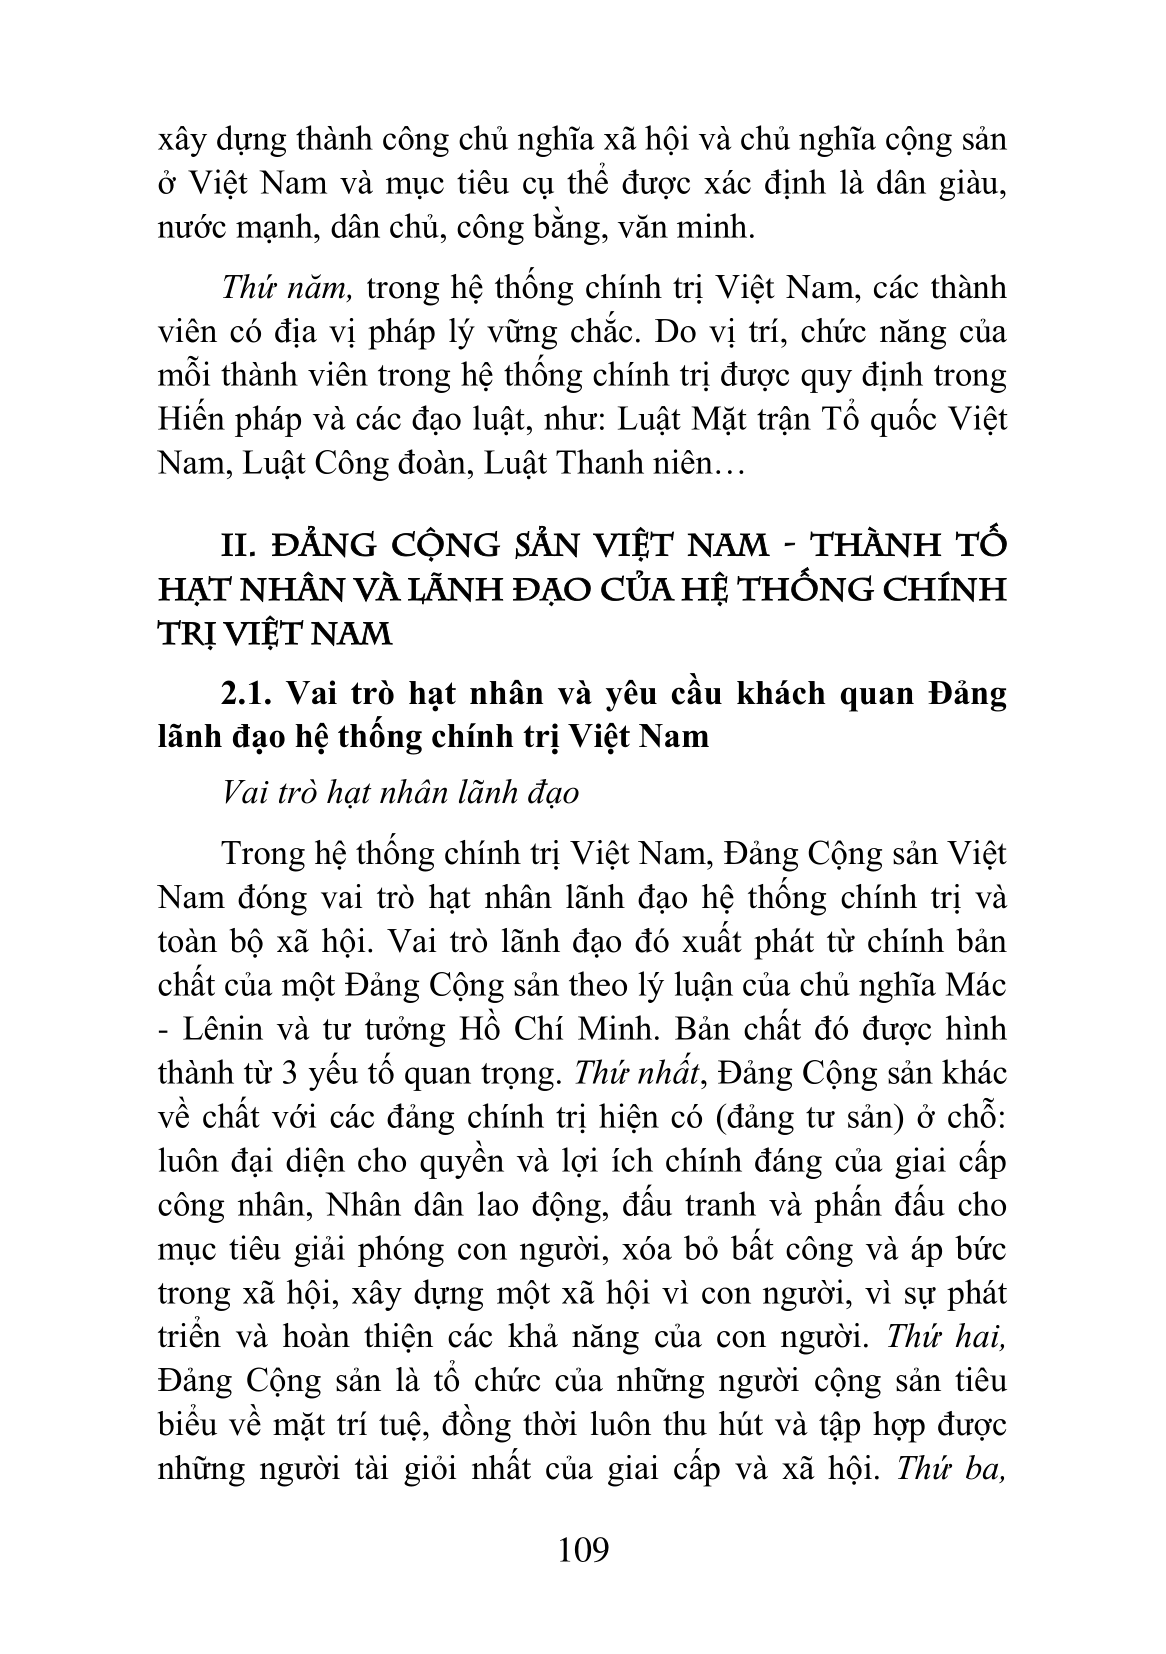 xây dựng thành công chủ nghĩa xã hội và chủ nghĩa cộng sản
ở Việt Nam và mục tiêu cụ thể được xác định là dân giàu,
nước mạnh, dân chủ, công bằng, văn minh.
Thứ năm, trong hệ thống chính trị Việt Nam, các thành
viên có địa vị pháp lý vững chắc. Do vị trí, chức năng của
mỗi thành viên trong hệ thống chính trị được quy định trong
Hiến pháp và các đạo luật, như: Luật Mặt trận Tổ quốc Việt
Nam, Luật Công đoàn, Luật Thanh niên…
II. ĐẢNG CỘNG SẢN VIỆT NAM - THÀNH TỐ
HẠT NHÂN VÀ LÃNH ĐẠO CỦA HỆ THỐNG CHÍNH
TRỊ VIỆT NAM
2.1. Vai trò hạt nhân và yêu cầu khách quan Đảng
lãnh đạo hệ thống chính trị Việt Nam
Vai trò hạt nhân lãnh đạo
Trong hệ thống chính trị Việt Nam, Đảng Cộng sản Việt
Nam đóng vai trò hạt nhân lãnh đạo hệ thống chính trị và
toàn bộ xã hội. Vai trò lãnh đạo đó xuất phát từ chính bản
chất của một Đảng Cộng sản theo lý luận của chủ nghĩa Mác
- Lênin và tư tưởng Hồ Chí Minh. Bản chất đó được hình
thành từ 3 yếu tố quan trọng. Thứ nhất, Đảng Cộng sản khác
về chất với các đảng chính trị hiện có (đảng tư sản) ở chỗ:
luôn đại diện cho quyền và lợi ích chính đáng của giai cấp
công nhân, Nhân dân lao động, đấu tranh và phấn đấu cho
mục tiêu giải phóng con người, xóa bỏ bất công và áp bức
trong xã hội, xây dựng một xã hội vì con người, vì sự phát
triển và hoàn thiện các khả năng của con người. Thứ hai,
Đảng Cộng sản là tổ chức của những người cộng sản tiêu
biểu về mặt trí tuệ, đồng thời luôn thu hút và tập hợp được
những người tài giỏi nhất của giai cấp và xã hội. Thứ ba,
109